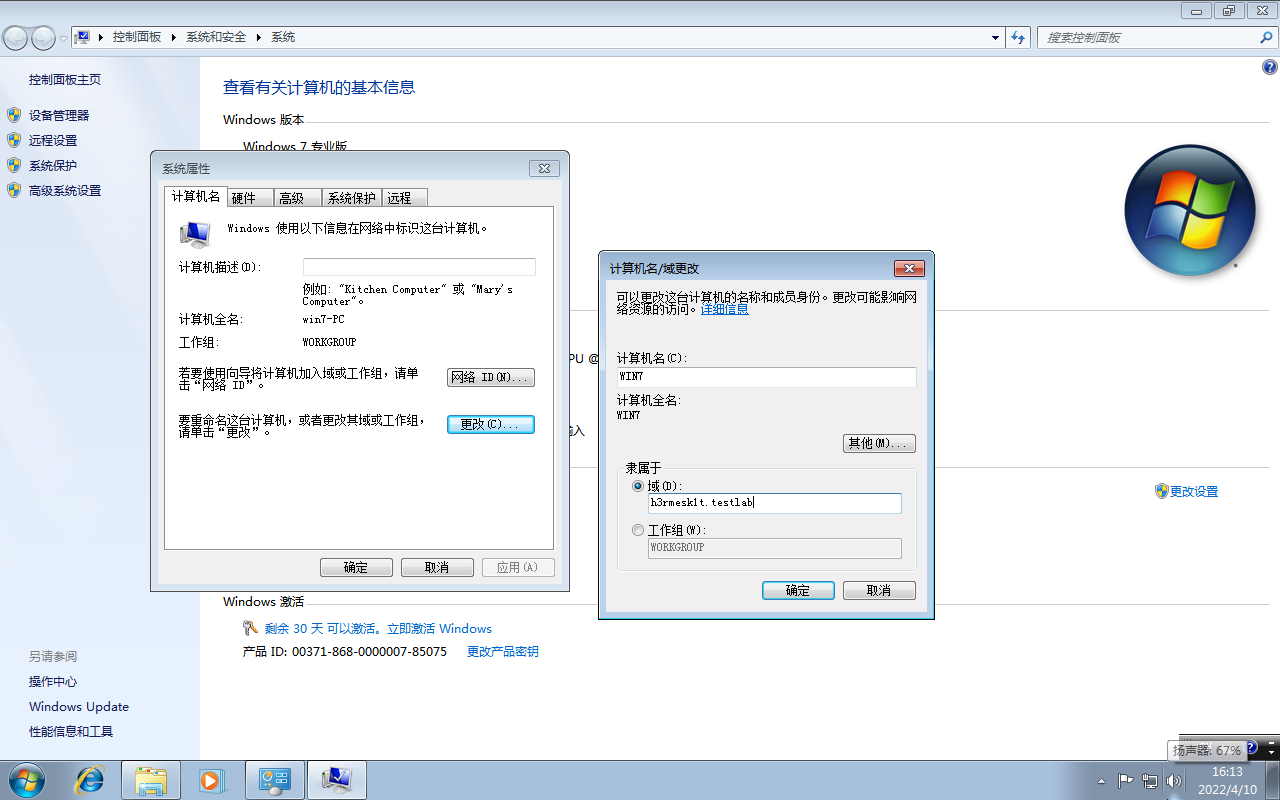 控制面板 系统和安全 系统
搜索控制面板
控制面板主页
设备管理器
远程设置
系统保护
高级系统设置
查看有关计算机的基本信息
Windows 版本
Windows 7 专业版
系统属性
计算机名 硬件 高级 系统保护 远程
Windows 使用以下信息在网络中标识这台计算机。
计算机描述(D):
例如: "Kitchen Computer" 或 "Mary's
Computer"。
计算机全名: win7-PC
工作组: WORKGROUP
若要使用向导将计算机加入域或工作组，请单
击“网络 ID”。
网络 ID(N)...
要重命名这台计算机，或者更改其域或工作组，
请单击“更改”。
更改(C)...
确定 取消 应用(A)
PU @
输入
计算机名/域更改
可以更改这台计算机的名称和成员身份。更改可能影响网
络资源的访问。详细信息
计算机名(C):
WIN7
计算机全名:
WIN7
其他(M)...
隶属于
域(D):
h3rmesk1t.testlab
工作组(W):
WORKGROUP
确定 取消
更改设置
Windows 激活
剩余 30 天 可以激活。立即激活 Windows
产品 ID: 00371-868-0000007-85075 更改产品密钥
另请参阅
操作中心
Windows Update
性能信息和工具
扬声器: 67%
16:13
2022/4/10